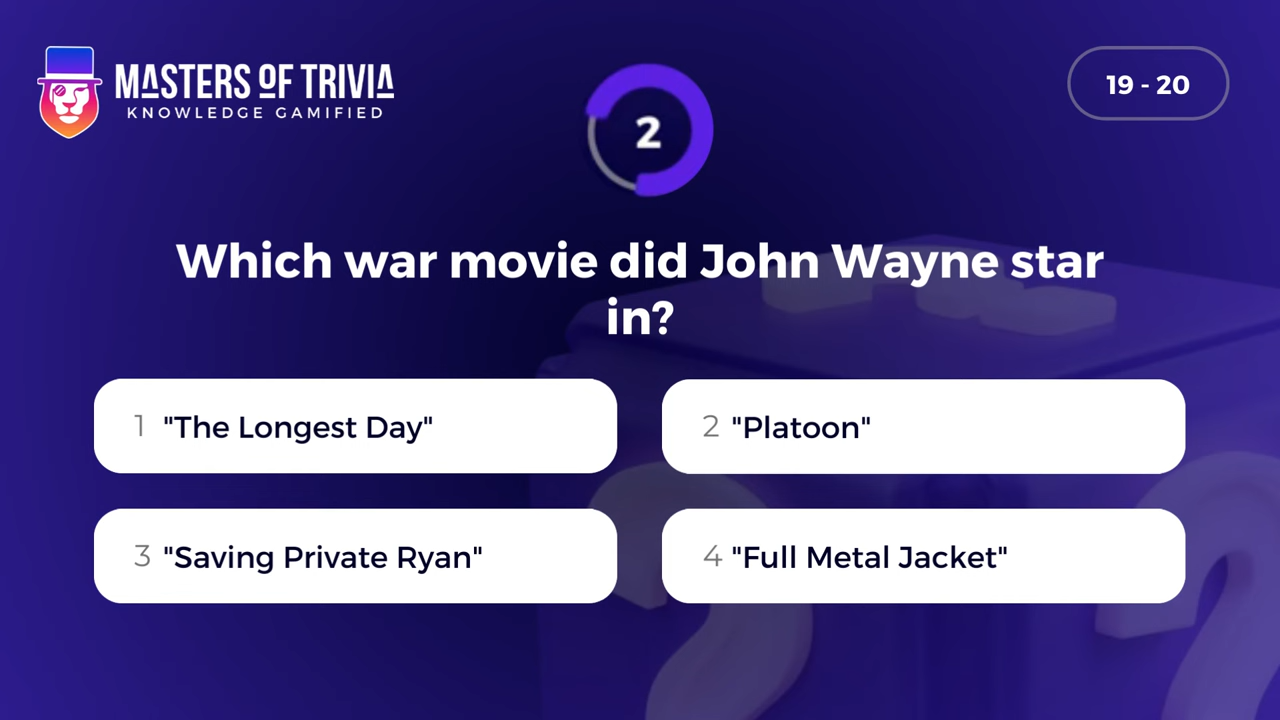 MASTERS OF TRIVIA
KNOWLEDGE GAMIFIED
2
19 - 20
Which war movie did John Wayne star
in?
1 "The Longest Day"
2 "Platoon"
3 "Saving Private Ryan"
4 "Full Metal Jacket"
? ?